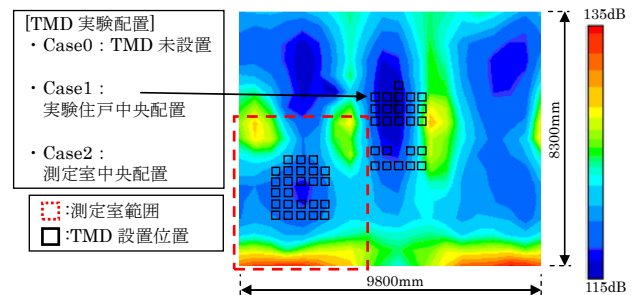 [TMD 実験配置]
・Case0：TMD 未設置
・Case1：
実験住戸中央配置
・Case2：
測定室中央配置
:測定室範囲
:TMD 設置位置
135dB
115dB
8300mm
9800mm